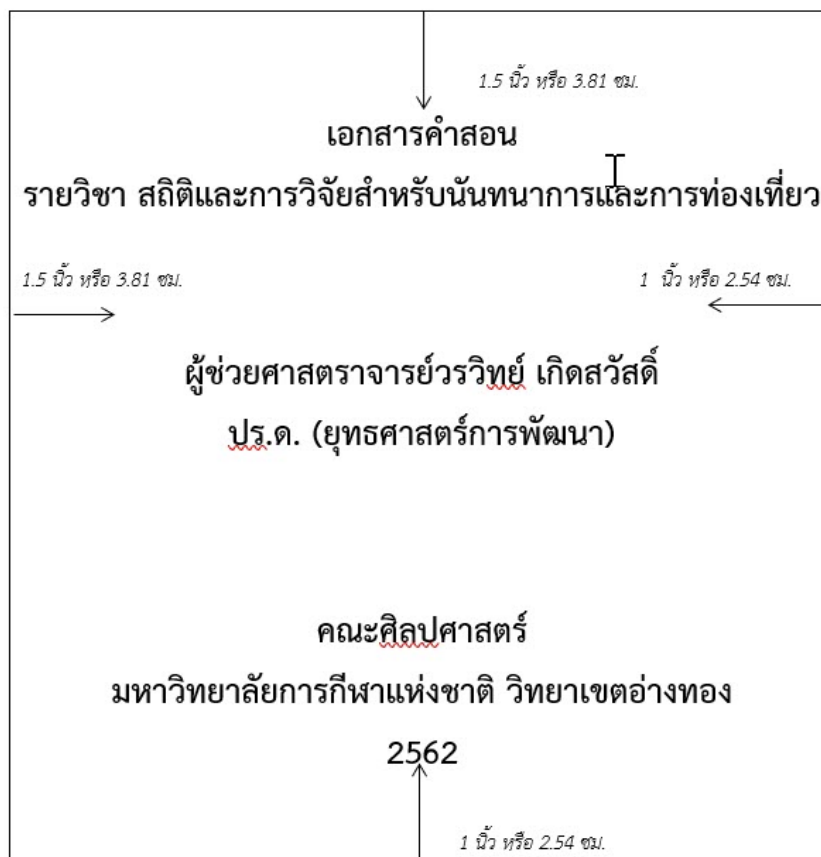 1.5 นิ้ว หรือ 3.81 ซม.
เอกสารคำสอน
รายวิชา สถิติและการวิจัยสำหรับนันทนาการและการท่องเที่ยว
1.5 นิ้ว หรือ 3.81 ซม.
1 นิ้ว หรือ 2.54 ซม.
ผู้ช่วยศาสตราจารย์วรวิทย์ เกิดสวัสดิ์
ปร.ด. (ยุทธศาสตร์การพัฒนา)
คณะศิลปศาสตร์
มหาวิทยาลัยการกีฬาแห่งชาติ วิทยาเขตอ่างทอง
2562
1 นิ้ว หรือ 2.54 ซม.